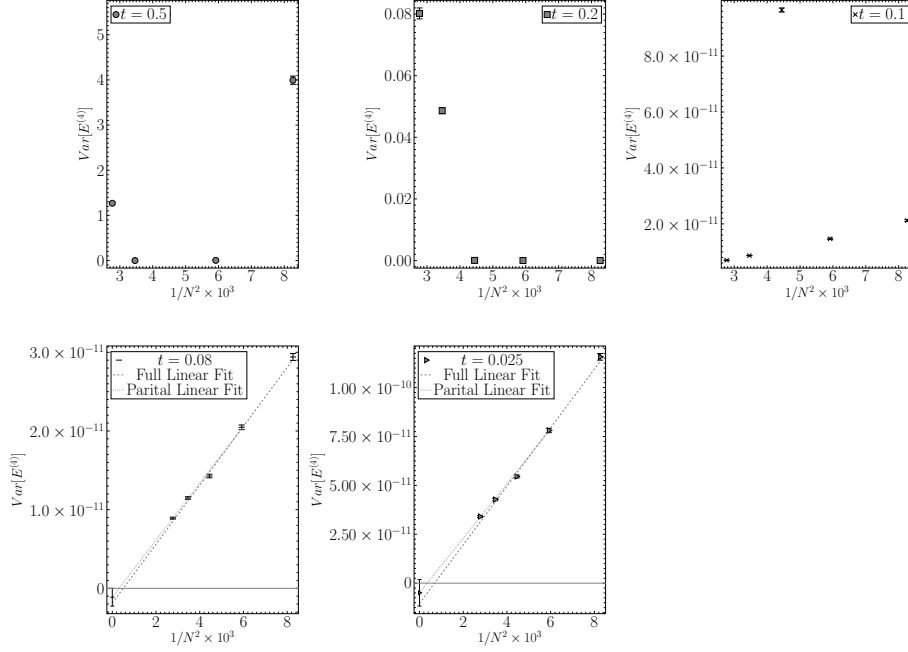 t = 0.5
5
4
3
2
1
0
Var[E^{(4)}]
3 4 5 6 7 8
1/N^2 × 10^3
t = 0.2
0.08
0.06
0.04
0.02
0.00
Var[E^{(4)}]
3 4 5 6 7 8
1/N^2 × 10^3
t = 0.1
8.0 × 10^{-11}
6.0 × 10^{-11}
4.0 × 10^{-11}
2.0 × 10^{-11}
Var[E^{(4)}]
3 4 5 6 7 8
1/N^2 × 10^3
t = 0.08
Full Linear Fit
Parital Linear Fit
3.0 × 10^{-11}
2.0 × 10^{-11}
1.0 × 10^{-11}
0
Var[E^{(4)}]
0 2 4 6 8
1/N^2 × 10^3
t = 0.025
Full Linear Fit
Parital Linear Fit
1.00 × 10^{-10}
7.50 × 10^{-11}
5.00 × 10^{-11}
2.50 × 10^{-11}
0
Var[E^{(4)}]
0 2 4 6 8
1/N^2 × 10^3